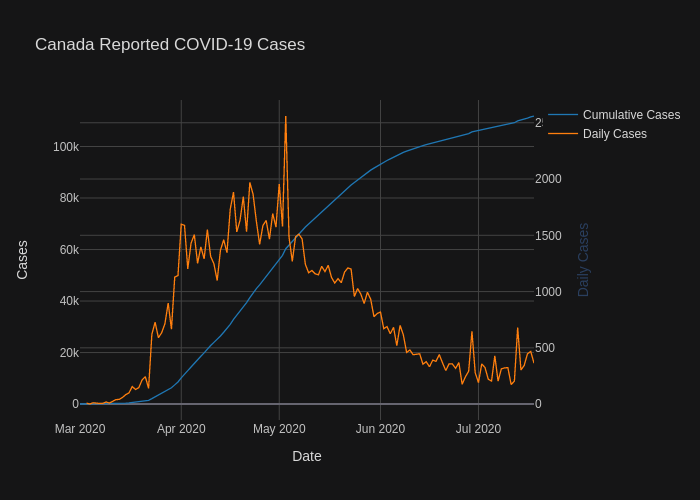 Canada Reported COVID-19 Cases
Cumulative Cases
Daily Cases
100k
80k
60k
40k
20k
0
Cases
2000
1500
1000
500
0
Daily Cases
Mar 2020
Apr 2020
May 2020
Jun 2020
Jul 2020
Date